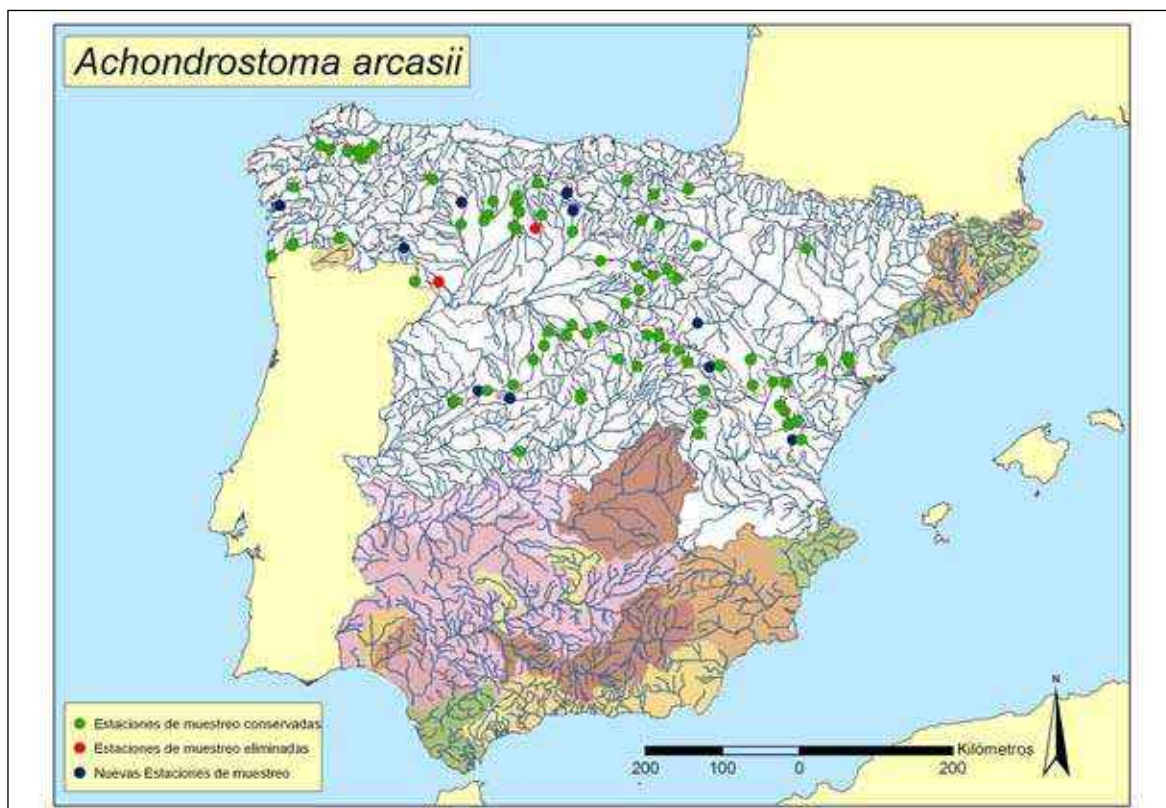 Achondrostoma arcasii
Estaciones de muestreo conservadas
Estaciones de muestreo eliminadas
Nuevas Estaciones de muestreo
N
Kilómetros
200 100 0 200